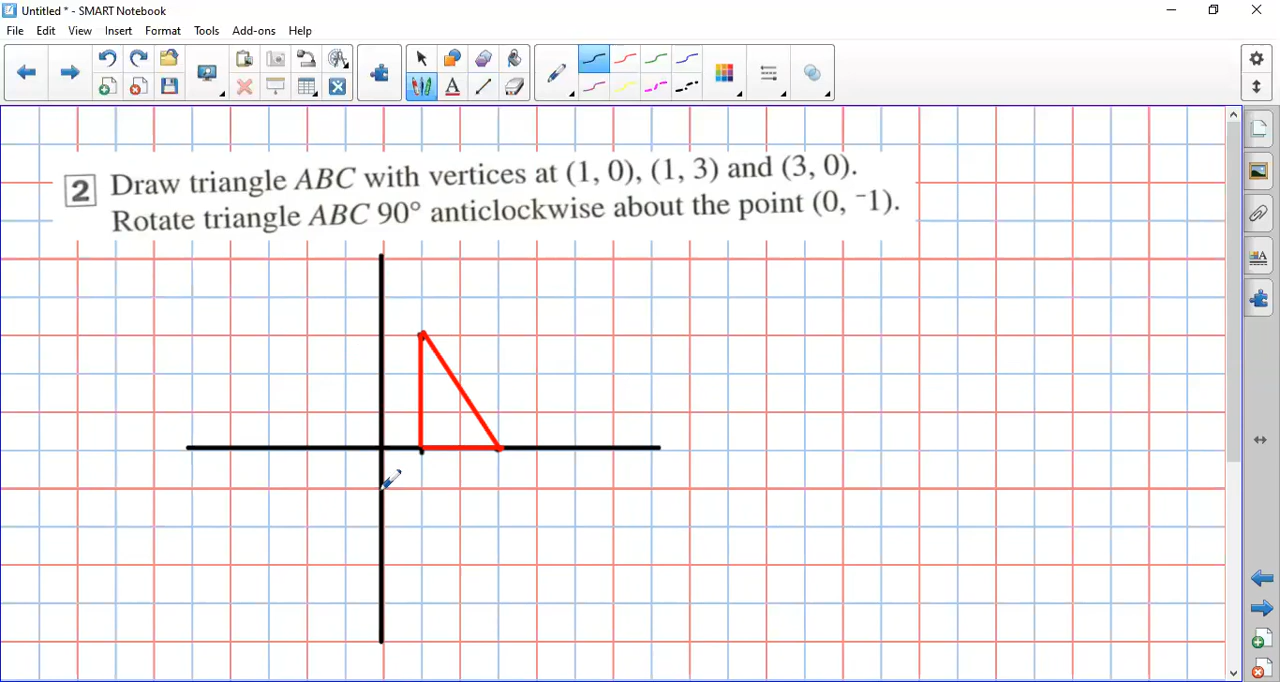 Untitled * - SMART Notebook
File Edit View Insert Format Tools Add-ons Help
2 Draw triangle ABC with vertices at (1, 0), (1, 3) and (3, 0).
Rotate triangle ABC 90° anticlockwise about the point (0, ⁻1).